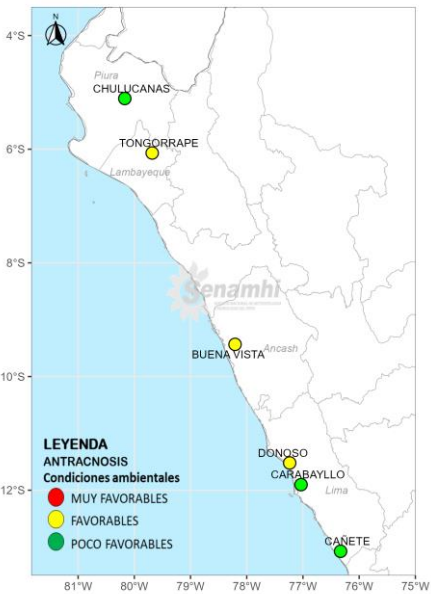 4°S
N
Piura
CHULUCANAS
TONGORRAPE
6°S
Lambayeque
8°S
Senamhi
Ancash
BUENA VISTA
10°S
LEYENDA
ANTRACNOSIS
Condiciones ambientales
MUY FAVORABLES
FAVORABLES
POCO FAVORABLES
DONOSO
CARABAYLLO
12°S
Lima
CAÑETE
81°W 80°W 79°W 78°W 77°W 76°W 75°W